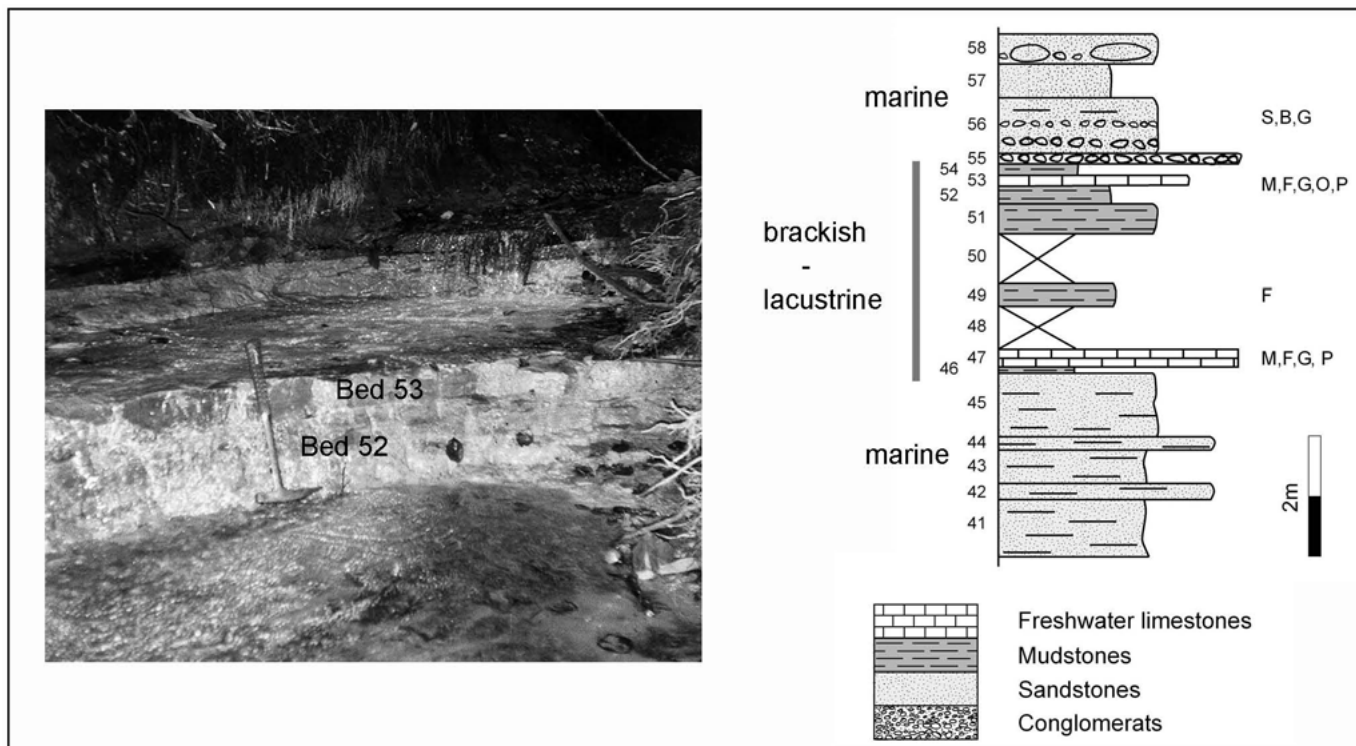 Bed 53
Bed 52
marine
brackish
-
lacustrine
marine
58
57
56
55
54
53
52
51
50
49
48
47
46
45
44
43
42
41
S,B,G
M,F,G,O,P
F
M,F,G, P
2m
Freshwater limestones
Mudstones
Sandstones
Conglomerats